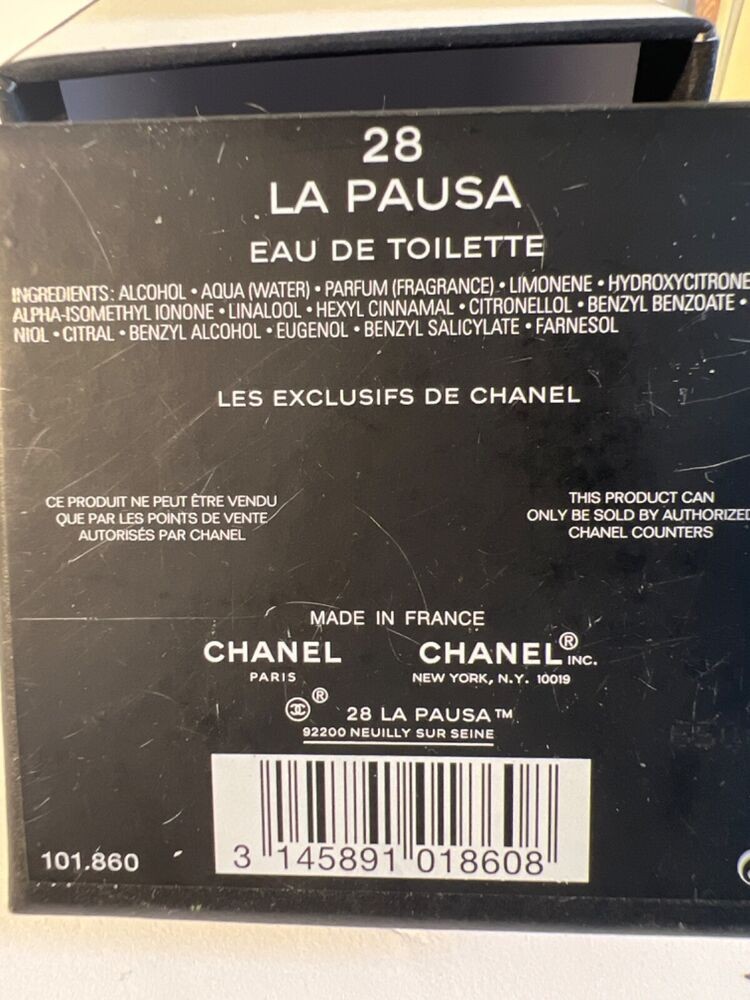 28
LA PAUSA
EAU DE TOILETTE
INGREDIENTS: ALCOHOL • AQUA (WATER) • PARFUM (FRAGRANCE) • LIMONENE • HYDROXYCITRONE
ALPHA-ISOMETHYL IONONE • LINALOOL • HEXYL CINNAMAL • CITRONELLOL • BENZYL BENZOATE •
NIOL • CITRAL • BENZYL ALCOHOL • EUGENOL • BENZYL SALICYLATE • FARNESOL
LES EXCLUSIFS DE CHANEL
CE PRODUIT NE PEUT ÊTRE VENDU
QUE PAR LES POINTS DE VENTE
AUTORISÉS PAR CHANEL
THIS PRODUCT CAN
ONLY BE SOLD BY AUTHORIZED
CHANEL COUNTERS
MADE IN FRANCE
CHANEL
PARIS
CHANEL® INC.
NEW YORK, N.Y. 10019
® 28 LA PAUSA™
92200 NEUILLY SUR SEINE
101.860
3 145891 018608